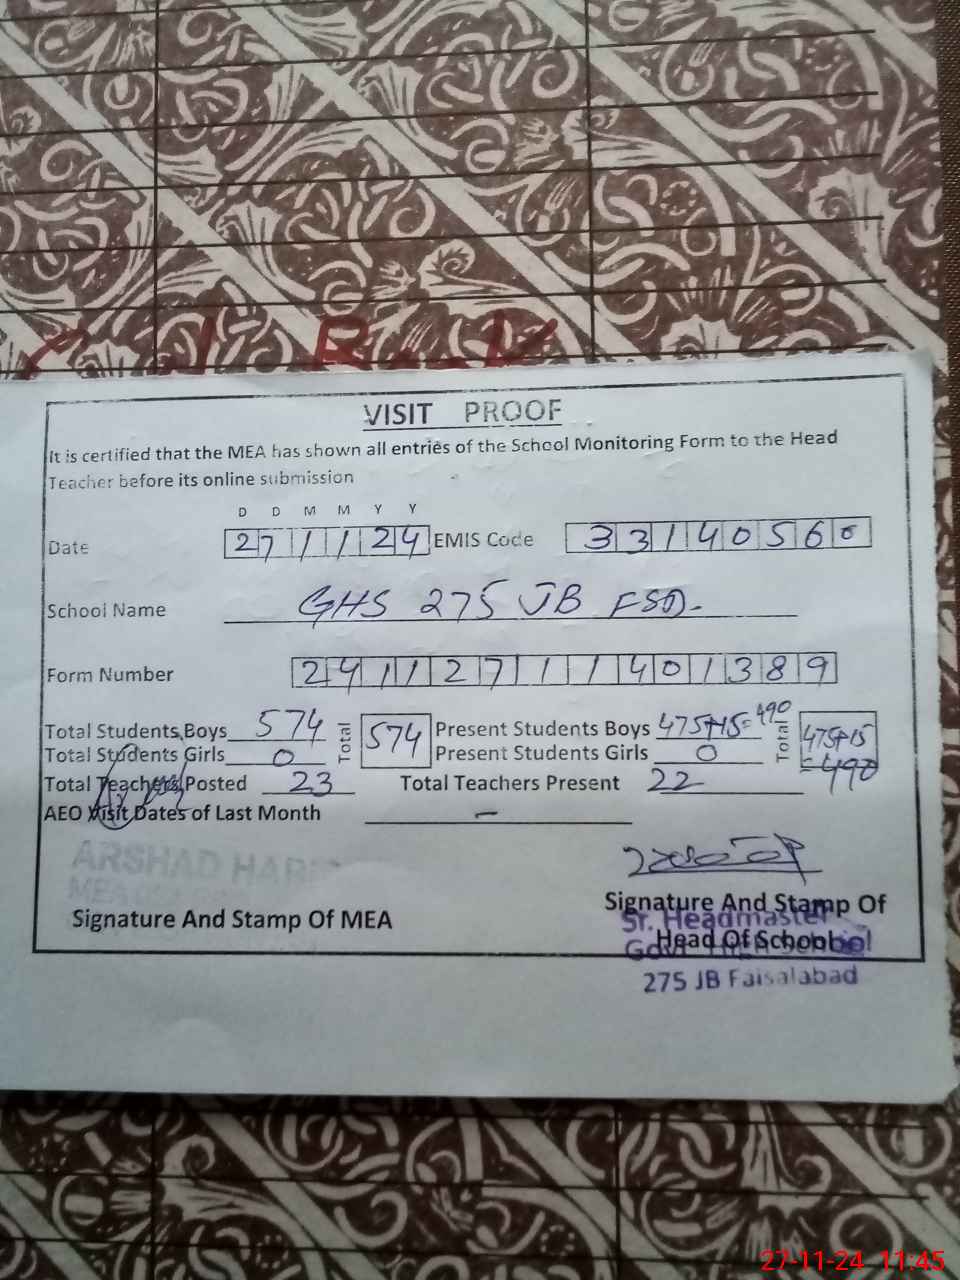 VISIT PROOF
It is certified that the MEA has shown all entries of the School Monitoring Form to the Head
Teacher before its online submission
D D M M Y Y
Date 27 11 24 EMIS Code 33140560
School Name GHS 275 JB FSD.
Form Number 24112711401389
Total Students Boys 574 Total 574 Present Students Boys 475+15=490 Total 475+15
Total Students Girls 0 Present Students Girls 0 =490
Total Teachers Posted 23 Total Teachers Present 22
AEO Visit Dates of Last Month –
ARSHAD
MEA
Signature And Stamp Of MEA
Signature And Stamp Of
Head Of School
Sr. Headmaster
Govt High School
275 JB Faisalabad
27-11-24 11:45